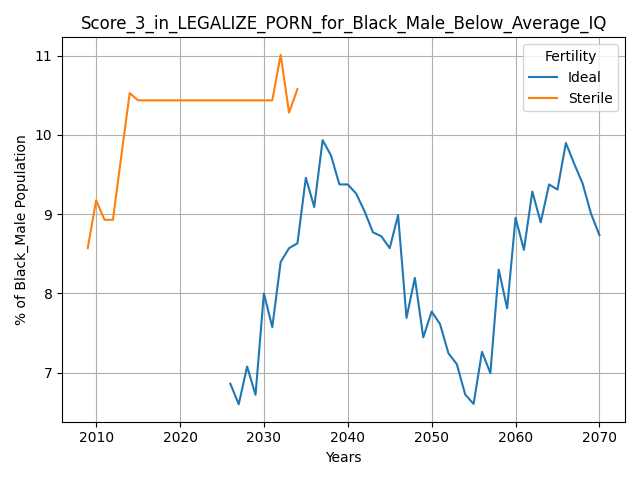 Score_3_in_LEGALIZE_PORN_for_Black_Male_Below_Average_IQ
Fertility
Ideal
Sterile
% of Black_Male Population
11
10
9
8
7
2010 2020 2030 2040 2050 2060 2070
Years